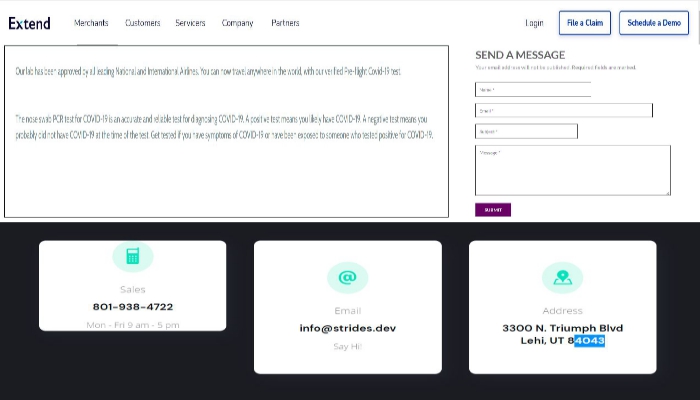 Extend Merchants Customers Servicers Company Partners Login File a Claim Schedule a Demo
Our lab has been approved by all leading National and International Airlines. You can now travel anywhere in the world, with our verified Pre-flight Covid-19 test.
The nose swab PCR test for COVID-19 is an accurate and reliable test for diagnosing COVID-19. A positive test means you likely have COVID-19. A negative test means you
probably did not have COVID-19 at the time of the test. Get tested if you have symptoms of COVID-19 or have been exposed to someone who tested positive for COVID-19.
SEND A MESSAGE
Your email address will not be published. Required fields are marked.
Name *
Email *
Subject *
Message *
SUBMIT
Sales
801-938-4722
Mon - Fri 9 am - 5 pm
@
Email
info@strides.dev
Say Hi!
Address
3300 N. Triumph Blvd
Lehi, UT 84043